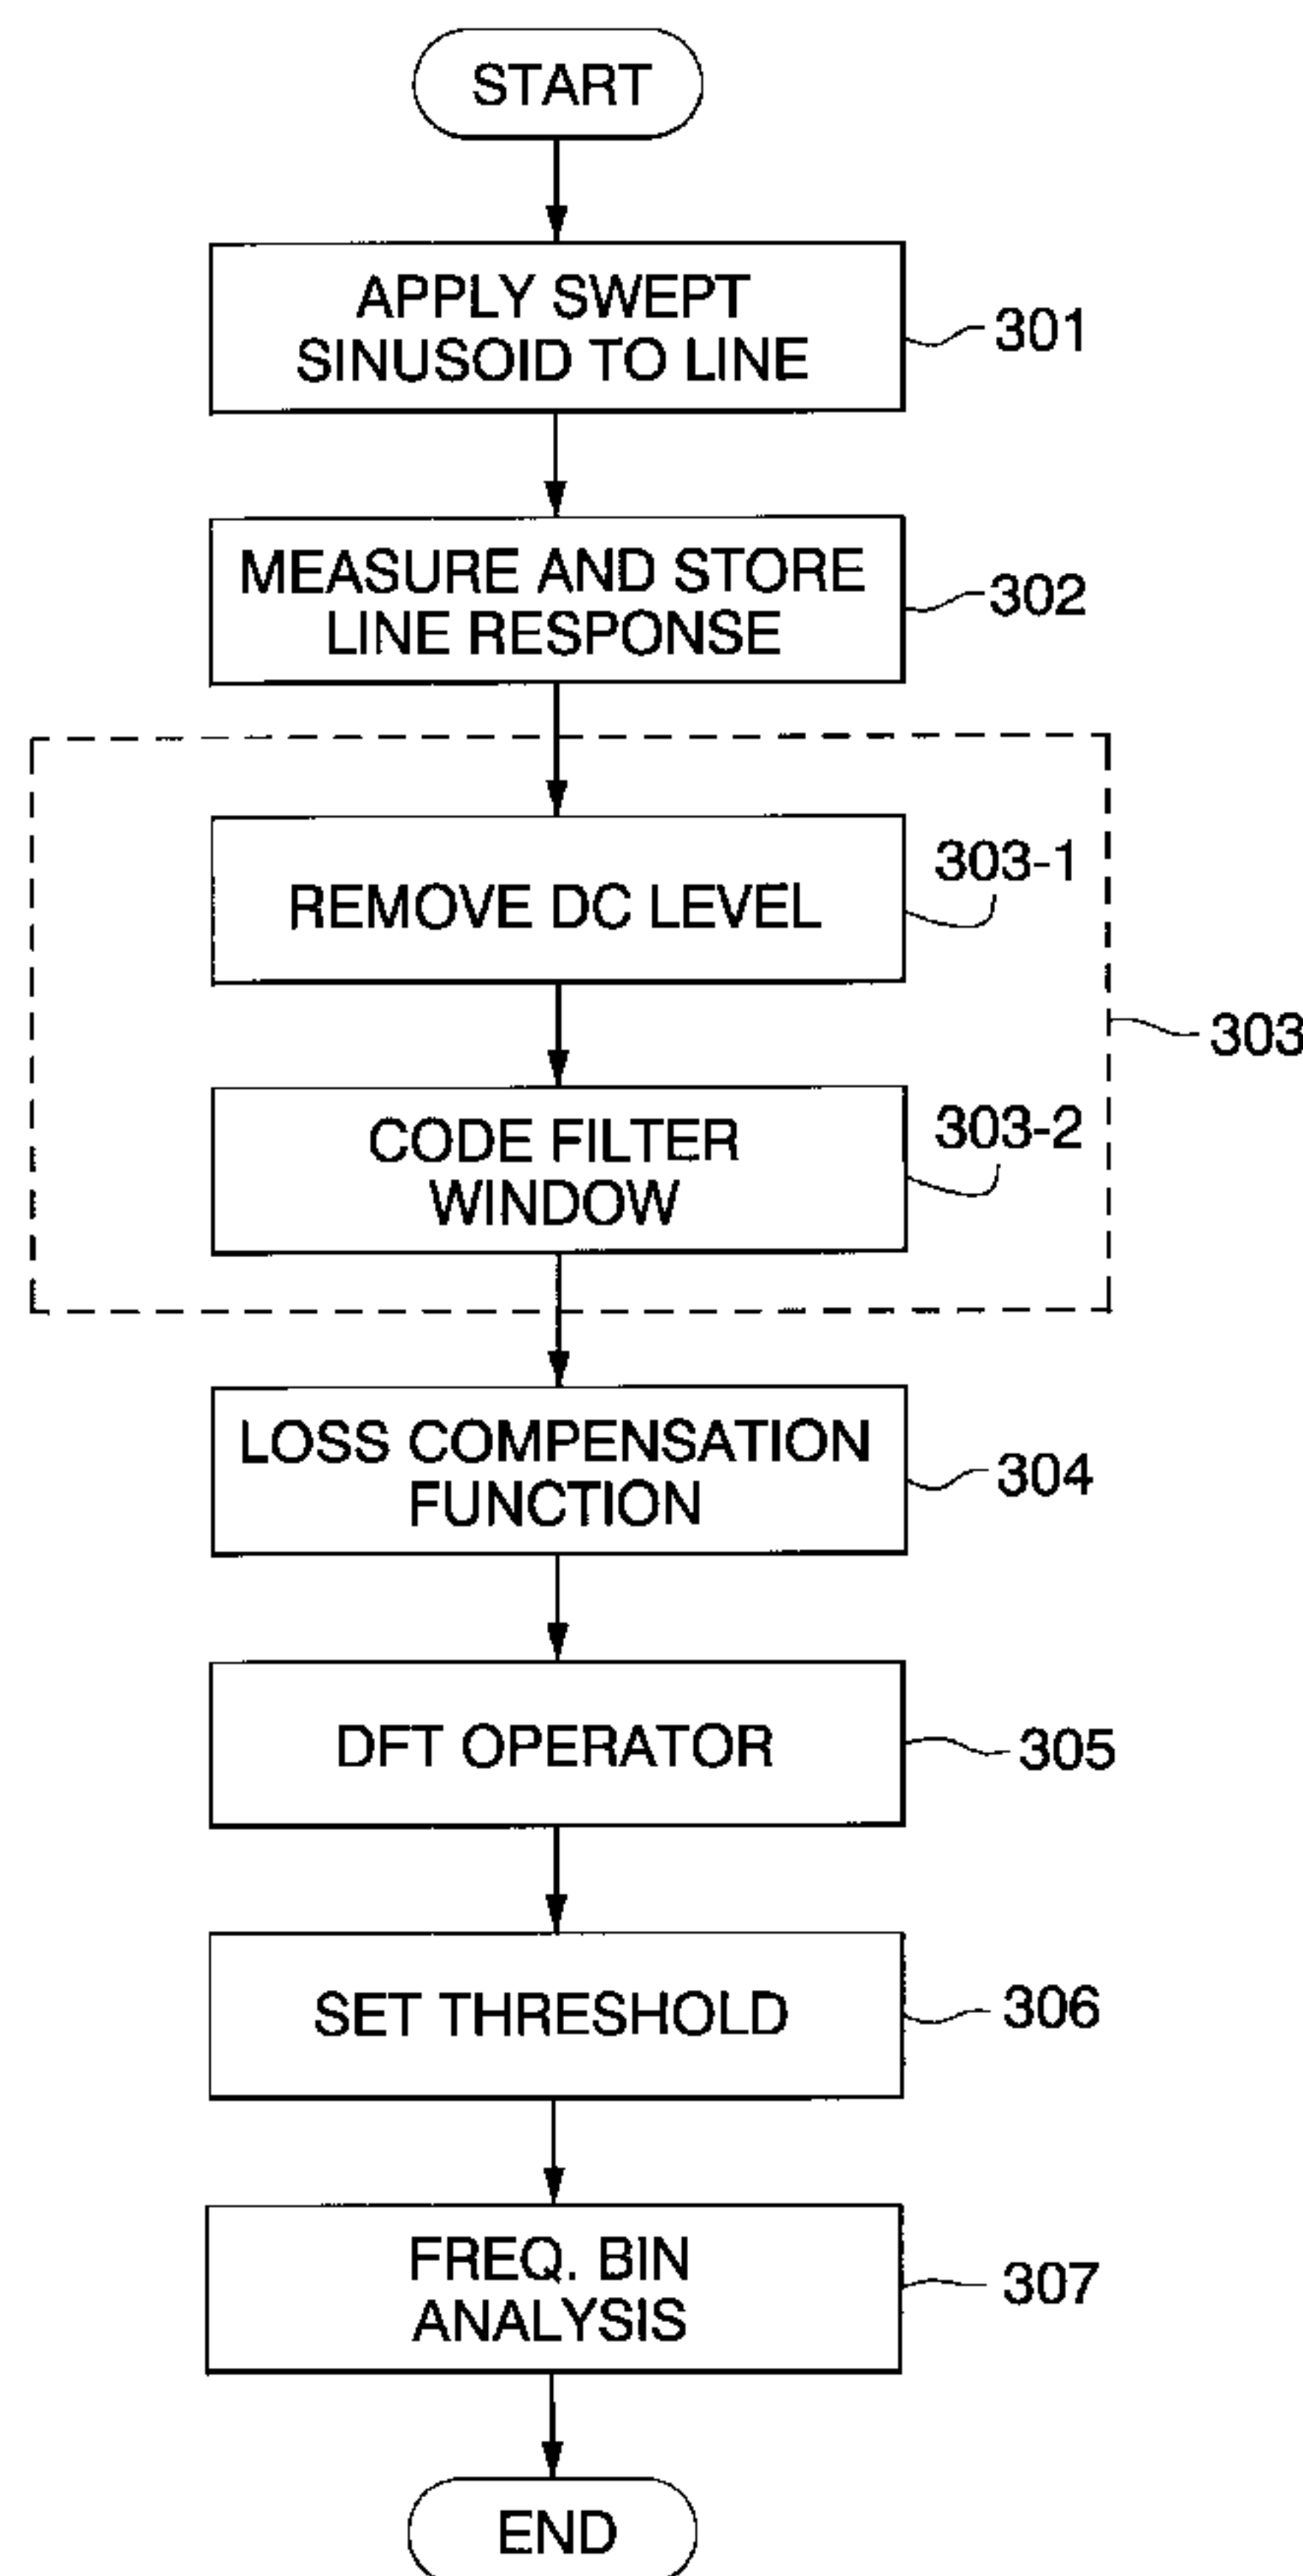 START
APPLY SWEPT
SINUSOID TO LINE
301
MEASURE AND STORE
LINE RESPONSE
302
REMOVE DC LEVEL
303-1
303
CODE FILTER
WINDOW
303-2
LOSS COMPENSATION
FUNCTION
304
DFT OPERATOR
305
SET THRESHOLD
306
FREQ. BIN
ANALYSIS
307
END